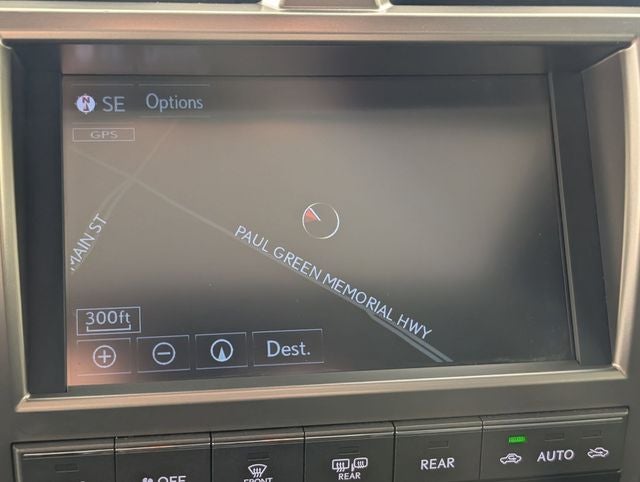 N SE Options
GPS
MAIN ST
PAUL GREEN MEMORIAL HWY
300ft
Dest.
OFF
FRONT
REAR
REAR
AUTO